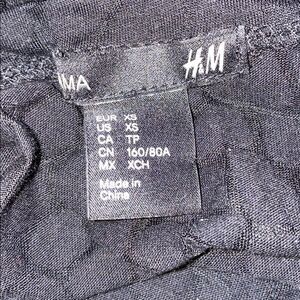 MA
H&M
EUR XS
US XS
CA TP
CN 160/80A
MX XCH
Made in
China